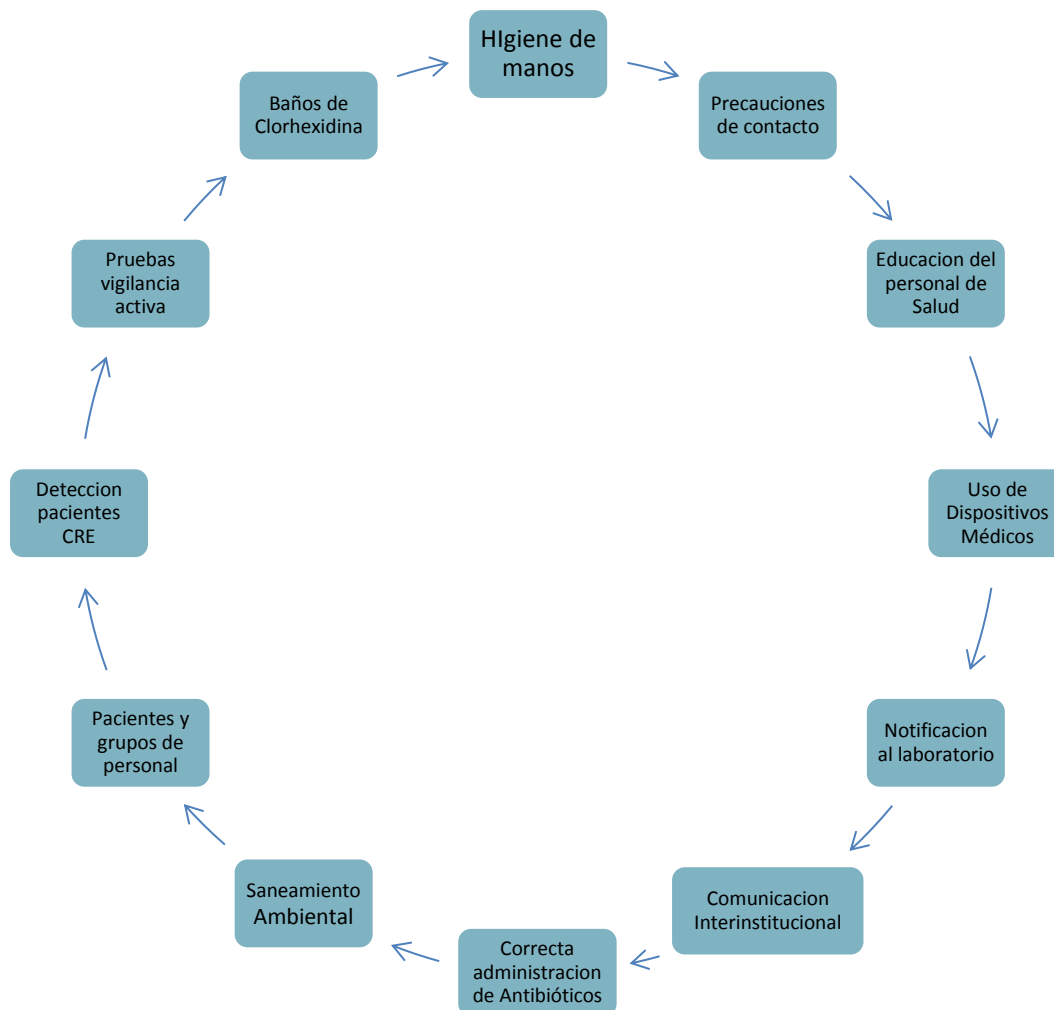 HIgiene de
manos
Precauciones
de contacto
Educacion del
personal de
Salud
Uso de
Dispositivos
Médicos
Notificacion
al laboratorio
Comunicacion
Interinstitucional
Correcta
administracion
de Antibióticos
Saneamiento
Ambiental
Pacientes y
grupos de
personal
Deteccion
pacientes
CRE
Pruebas
vigilancia
activa
Baños de
Clorhexidina